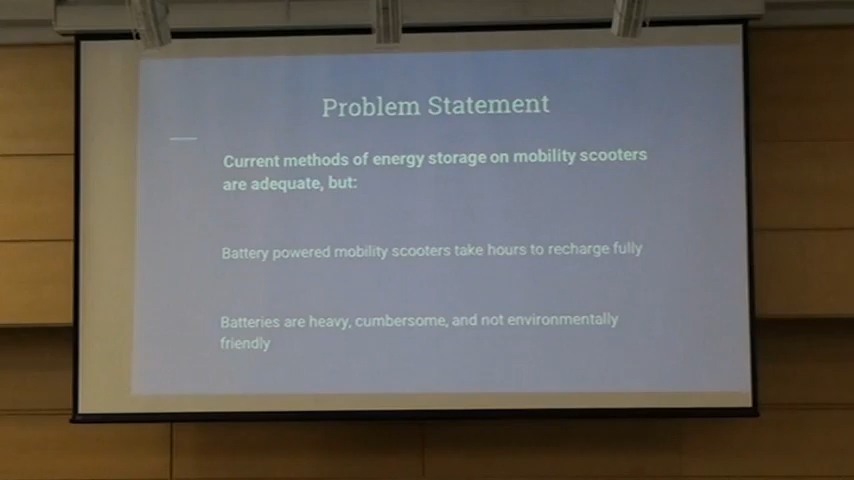 Problem Statement
Current methods of energy storage on mobility scooters
are adequate, but:
Battery powered mobility scooters take hours to recharge fully
Batteries are heavy, cumbersome, and not environmentally
friendly